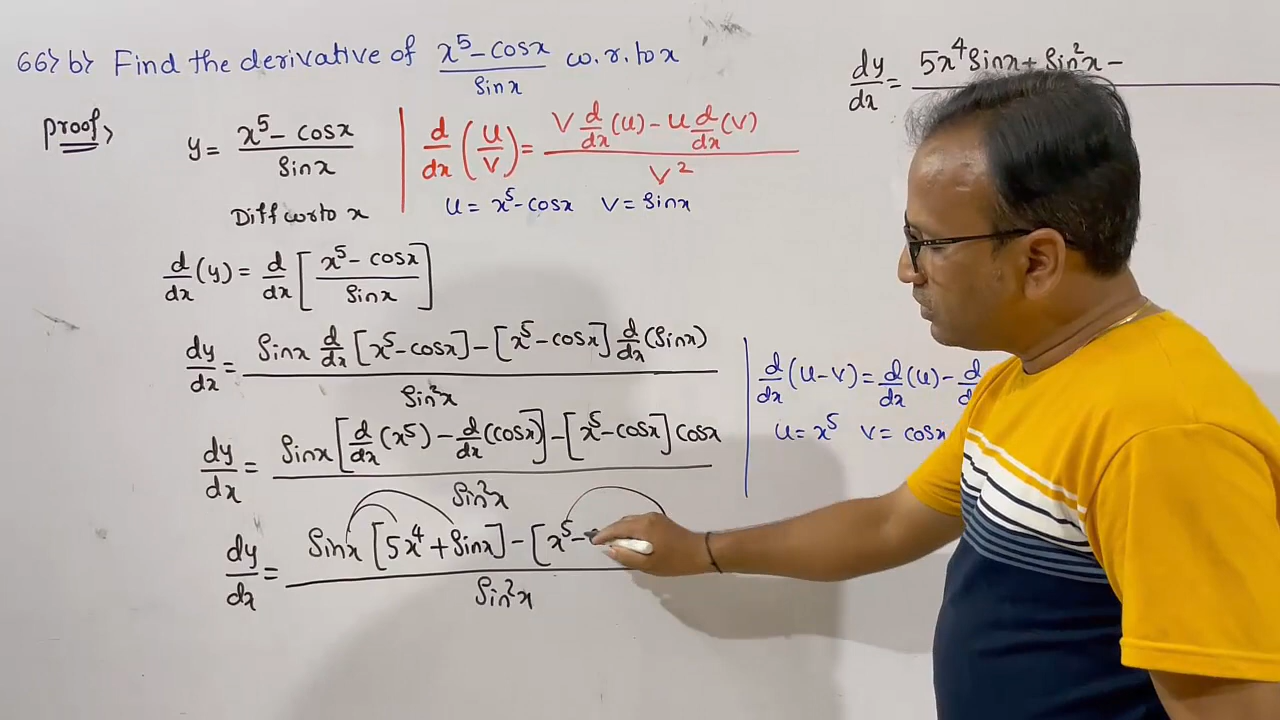 66> b> Find the derivative of (x⁵ - cosx)/(sinx) w.r.to x
proof>
y = (x⁵ - cosx)/(sinx)
Diff wrto x
d/dx (u/v) = (v d/dx (u) - u d/dx (v))/(v²)
u = x⁵ - cosx v = sinx
d/dx (y) = d/dx [(x⁵ - cosx)/(sinx)]
dy/dx = (sinx d/dx [x⁵ - cosx] - [x⁵ - cosx] d/dx (sinx))/(sin²x)
dy/dx = (sinx [d/dx (x⁵) - d/dx (cosx)] - [x⁵ - cosx] cosx)/(sin²x)
dy/dx = (sinx [5x⁴ + sinx] - [x⁵ -)/(sin²x)
d/dx (u - v) = d/dx (u) - d/dx
u = x⁵ v = cosx
dy/dx = 5x⁴ sinx + sin²x -